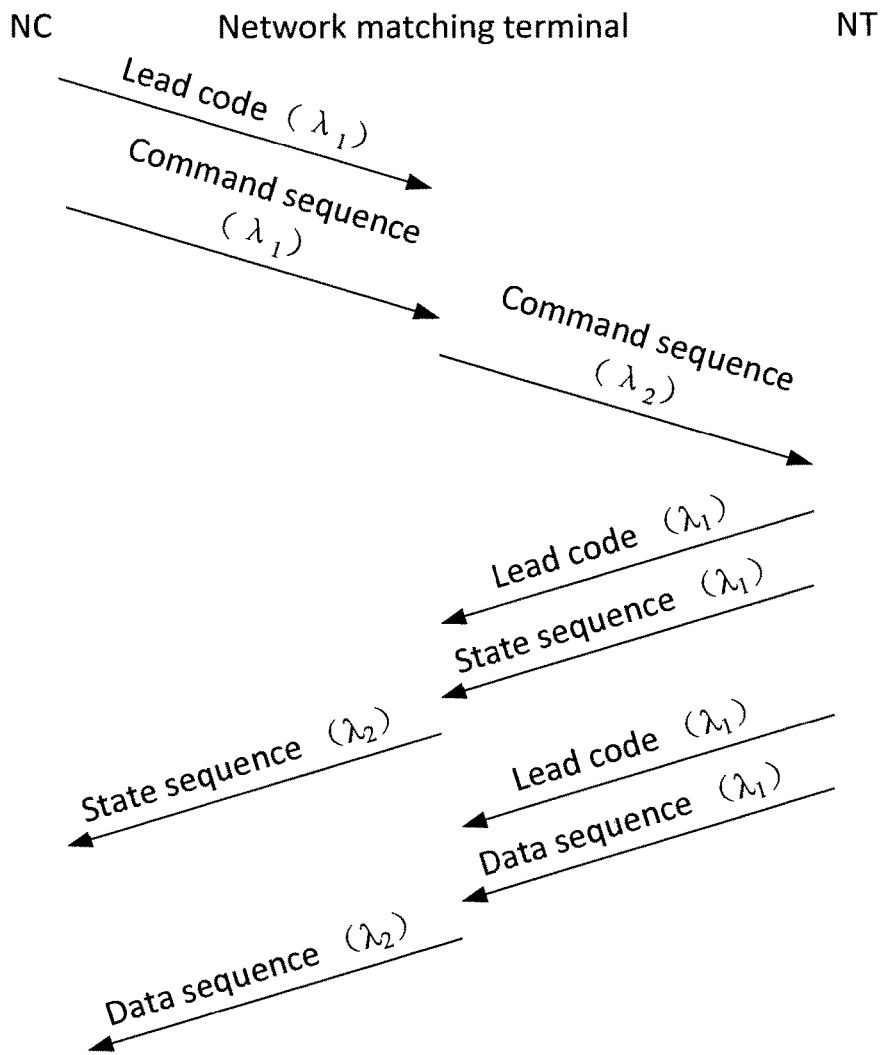 NC Network matching terminal NT
Lead code (λ₁)
Command sequence
(λ₁)
Command sequence
(λ₂)
Lead code (λ₁)
State sequence (λ₁)
State sequence (λ₂)
Lead code (λ₁)
Data sequence (λ₁)
Data sequence (λ₂)